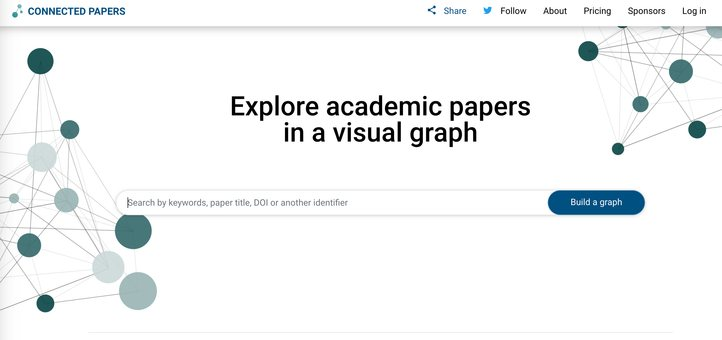 CONNECTED PAPERS
Share Follow About Pricing Sponsors Log in
Explore academic papers
in a visual graph
Search by keywords, paper title, DOI or another identifier
Build a graph